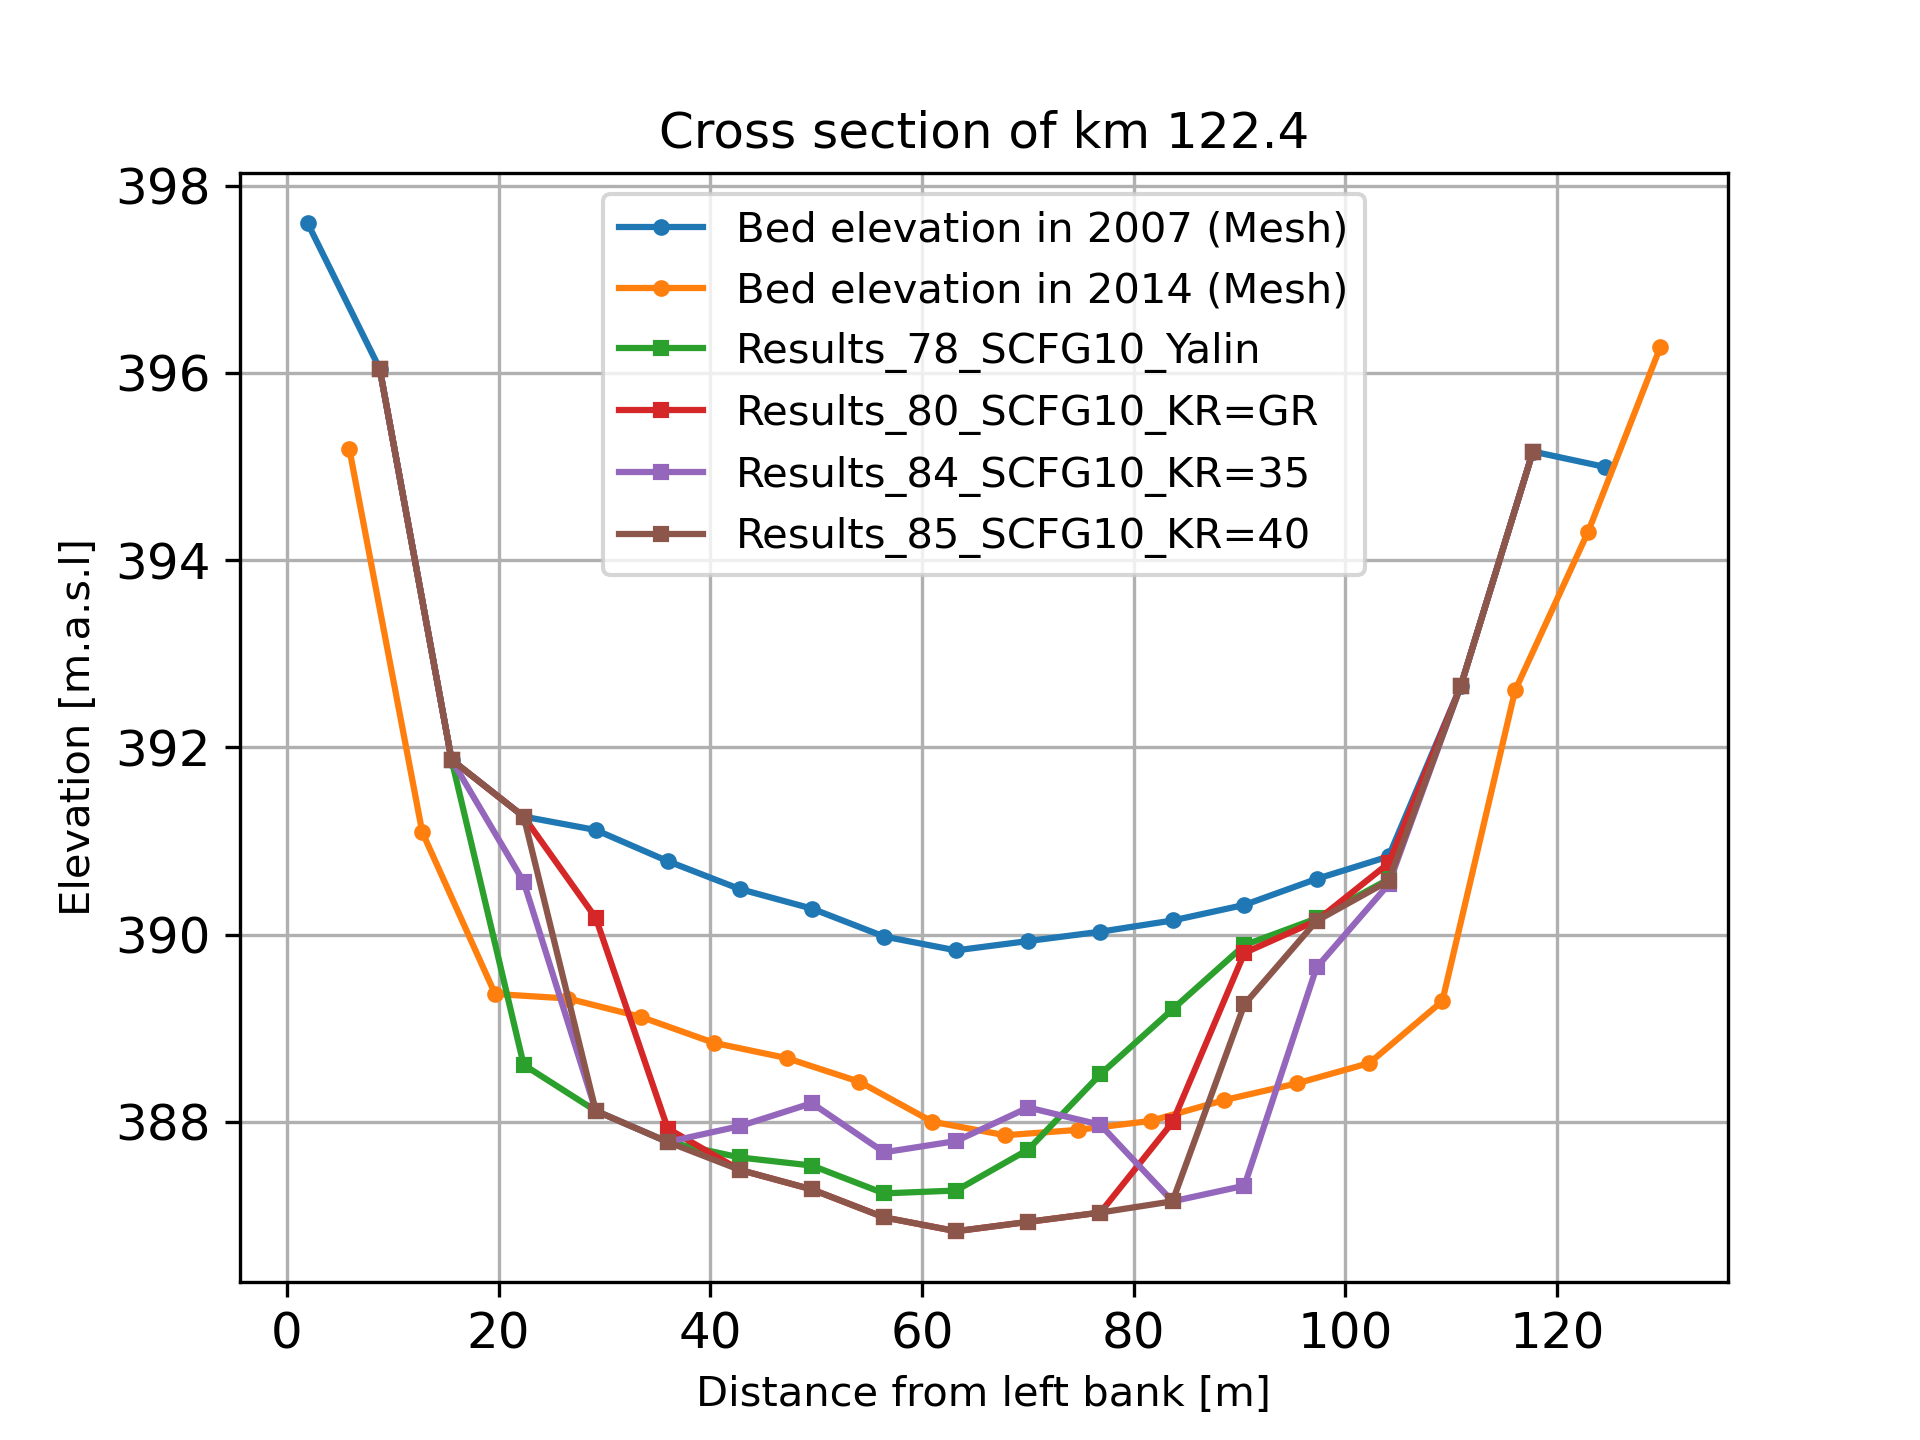 Cross section of km 122.4
398
396
394
392
390
388
Elevation [m.a.s.l]
Bed elevation in 2007 (Mesh)
Bed elevation in 2014 (Mesh)
Results_78_SCFG10_Yalin
Results_80_SCFG10_KR=GR
Results_84_SCFG10_KR=35
Results_85_SCFG10_KR=40
0 20 40 60 80 100 120
Distance from left bank [m]